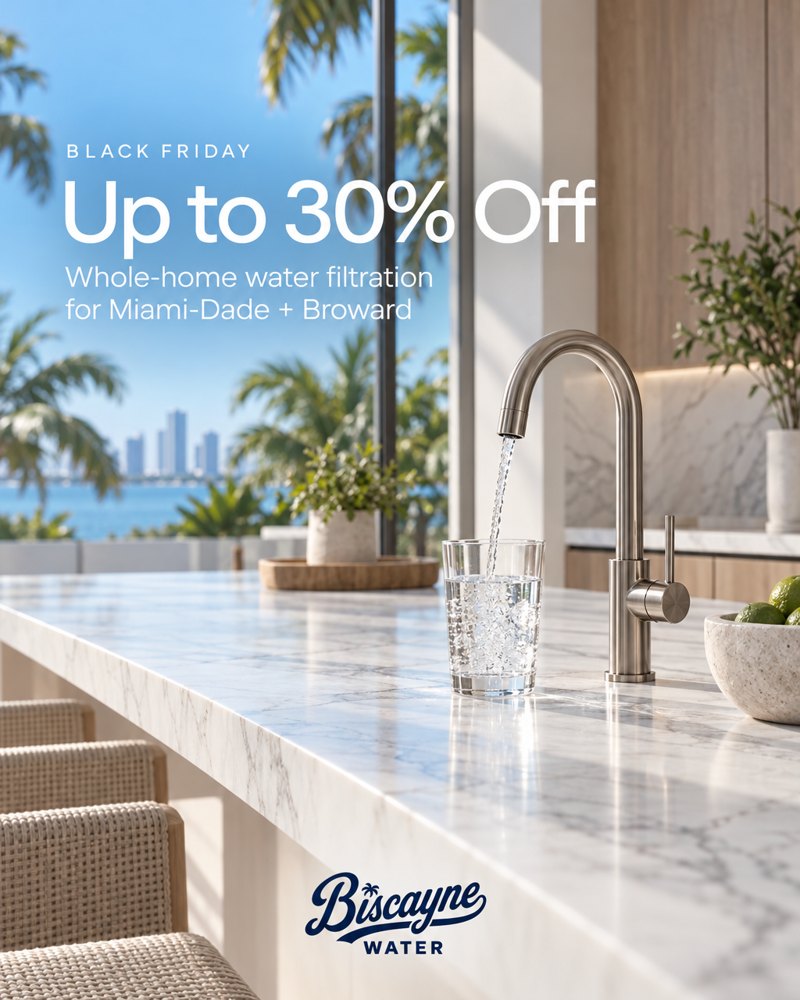 BLACK FRIDAY
Up to 30% Off
Whole-home water filtration
for Miami-Dade + Broward
Biscayne
WATER